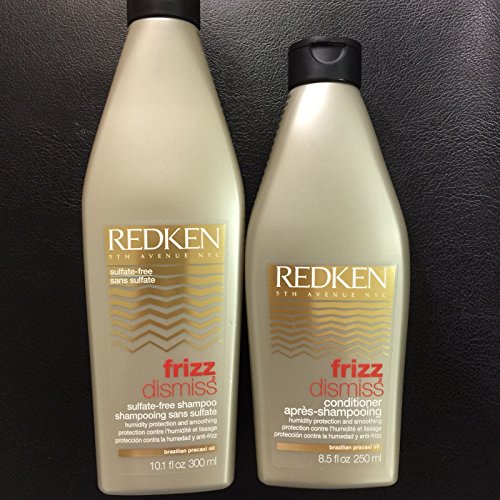 REDKEN
5TH AVENUE NYC
sulfate-free
sans sulfate
frizz
dismiss
sulfate-free shampoo
shampooing sans sulfate
humidity protection and smoothing
protection contre l'humidité et lissage
protección contra la humedad y anti-frizz
brazilian pracaxi oil
10.1 fl oz 300 ml
REDKEN
5TH AVENUE NYC
frizz
dismiss
conditioner
après-shampooing
humidity protection and smoothing
protection contre l'humidité et lissage
protección contra la humedad y anti-frizz
brazilian pracaxi oil
8.5 fl oz 250 ml